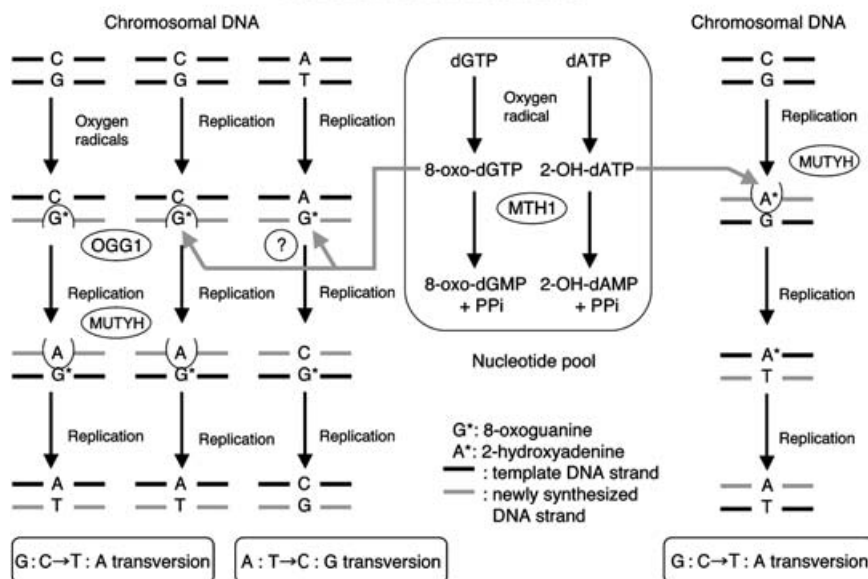 Chromosomal DNA
C
G
Oxygen
radicals
C
G*
OGG1
Replication
MUTYH
A
G*
Replication
A
T
C
G
Replication
C
G*
Replication
A
G*
Replication
A
T
G:C→T:A transversion
A
T
Replication
A
G*
?
Replication
C
G*
Replication
C
G
A:T→C:G transversion
dGTP
dATP
Oxygen
radical
8-oxo-dGTP
2-OH-dATP
MTH1
8-oxo-dGMP
+ PPi
2-OH-dAMP
+ PPi
Nucleotide pool
G*: 8-oxoguanine
A*: 2-hydroxyadenine
: template DNA strand
: newly synthesized
DNA strand
Chromosomal DNA
C
G
Replication
MUTYH
A*
G
Replication
A*
T
Replication
A
T
G:C→T:A transversion